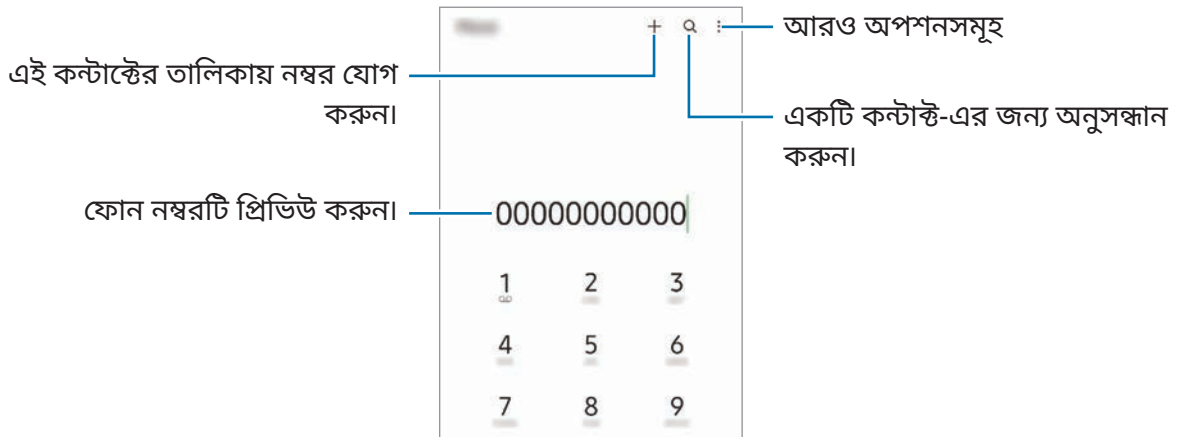 +
আরও অপশনসমূহ
এই কন্টাক্টের তালিকায় নম্বর যোগ
করুন।
একটি কন্টাক্ট-এর জন্য অনুসন্ধান
করুন।
ফোন নম্বরটি প্রিভিউ করুন।
00000000000
1 2 3
4 5 6
7 8 9